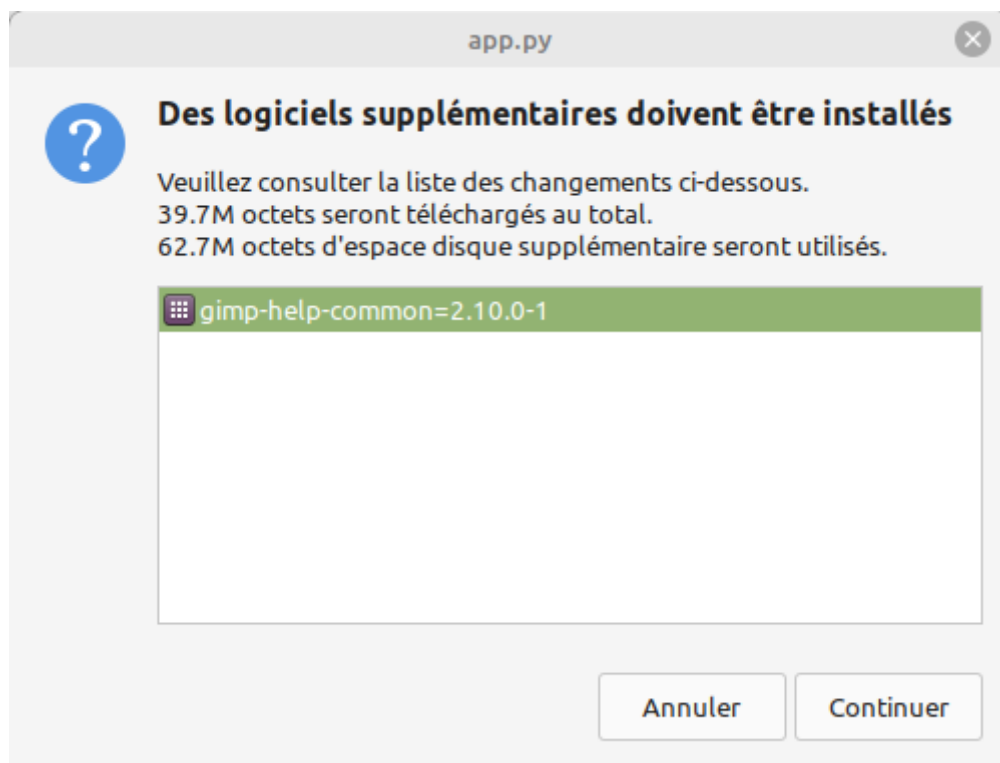 app.py
Des logiciels supplémentaires doivent être installés
Veuillez consulter la liste des changements ci-dessous.
39.7M octets seront téléchargés au total.
62.7M octets d'espace disque supplémentaire seront utilisés.
gimp-help-common=2.10.0-1
Annuler
Continuer